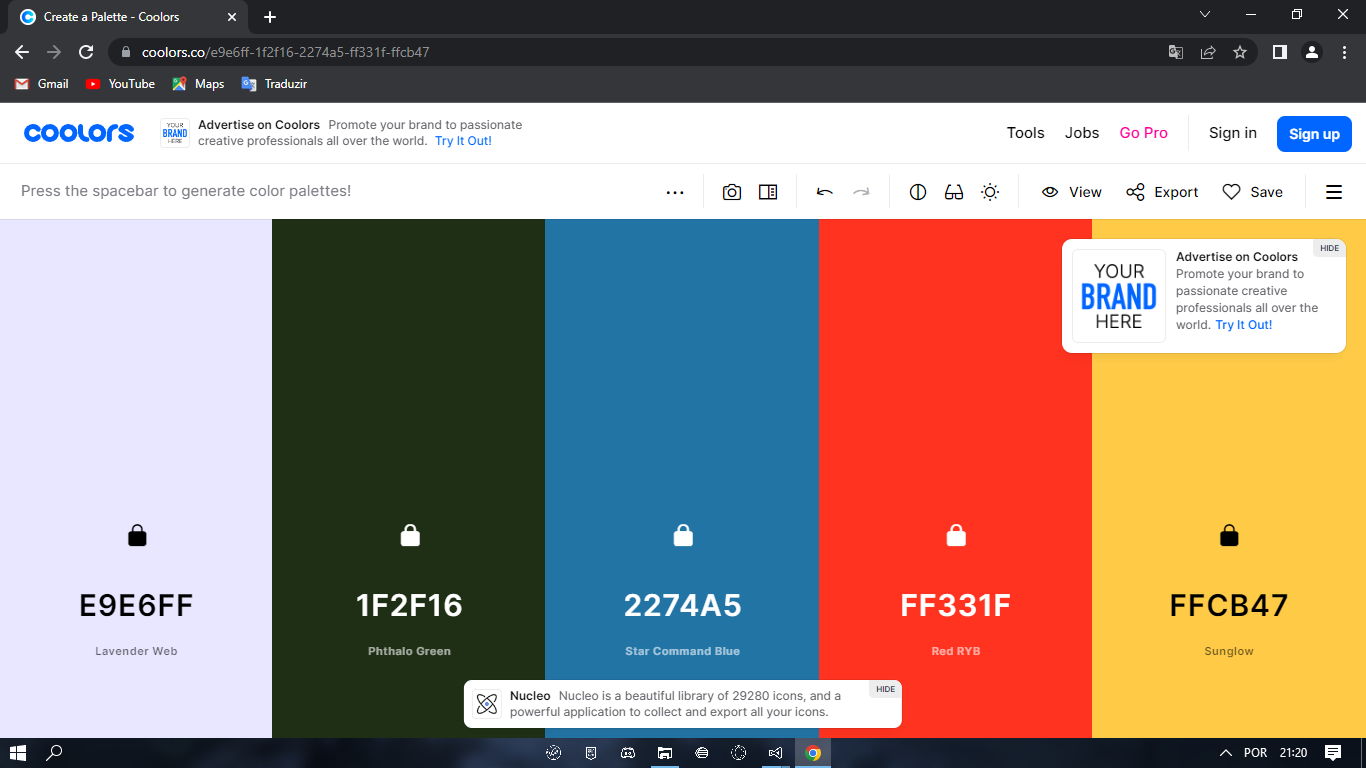 Create a Palette - Coolors
coolors.co/e9e6ff-1f2f16-2274a5-ff331f-ffcb47
Gmail YouTube Maps Traduzir
coolors
YOUR BRAND HERE
Advertise on Coolors Promote your brand to passionate
creative professionals all over the world. Try It Out!
Tools Jobs Go Pro Sign in Sign up
Press the spacebar to generate color palettes!
View Export Save
HIDE
YOUR
BRAND
HERE
Advertise on Coolors
Promote your brand to
passionate creative
professionals all over the
world. Try It Out!
E9E6FF 1F2F16 2274A5 FF331F FFCB47
Lavender Web Phthalo Green Star Command Blue Red RYB Sunglow
HIDE
Nucleo Nucleo is a beautiful library of 29280 icons, and a
powerful application to collect and export all your icons.
POR 21:20